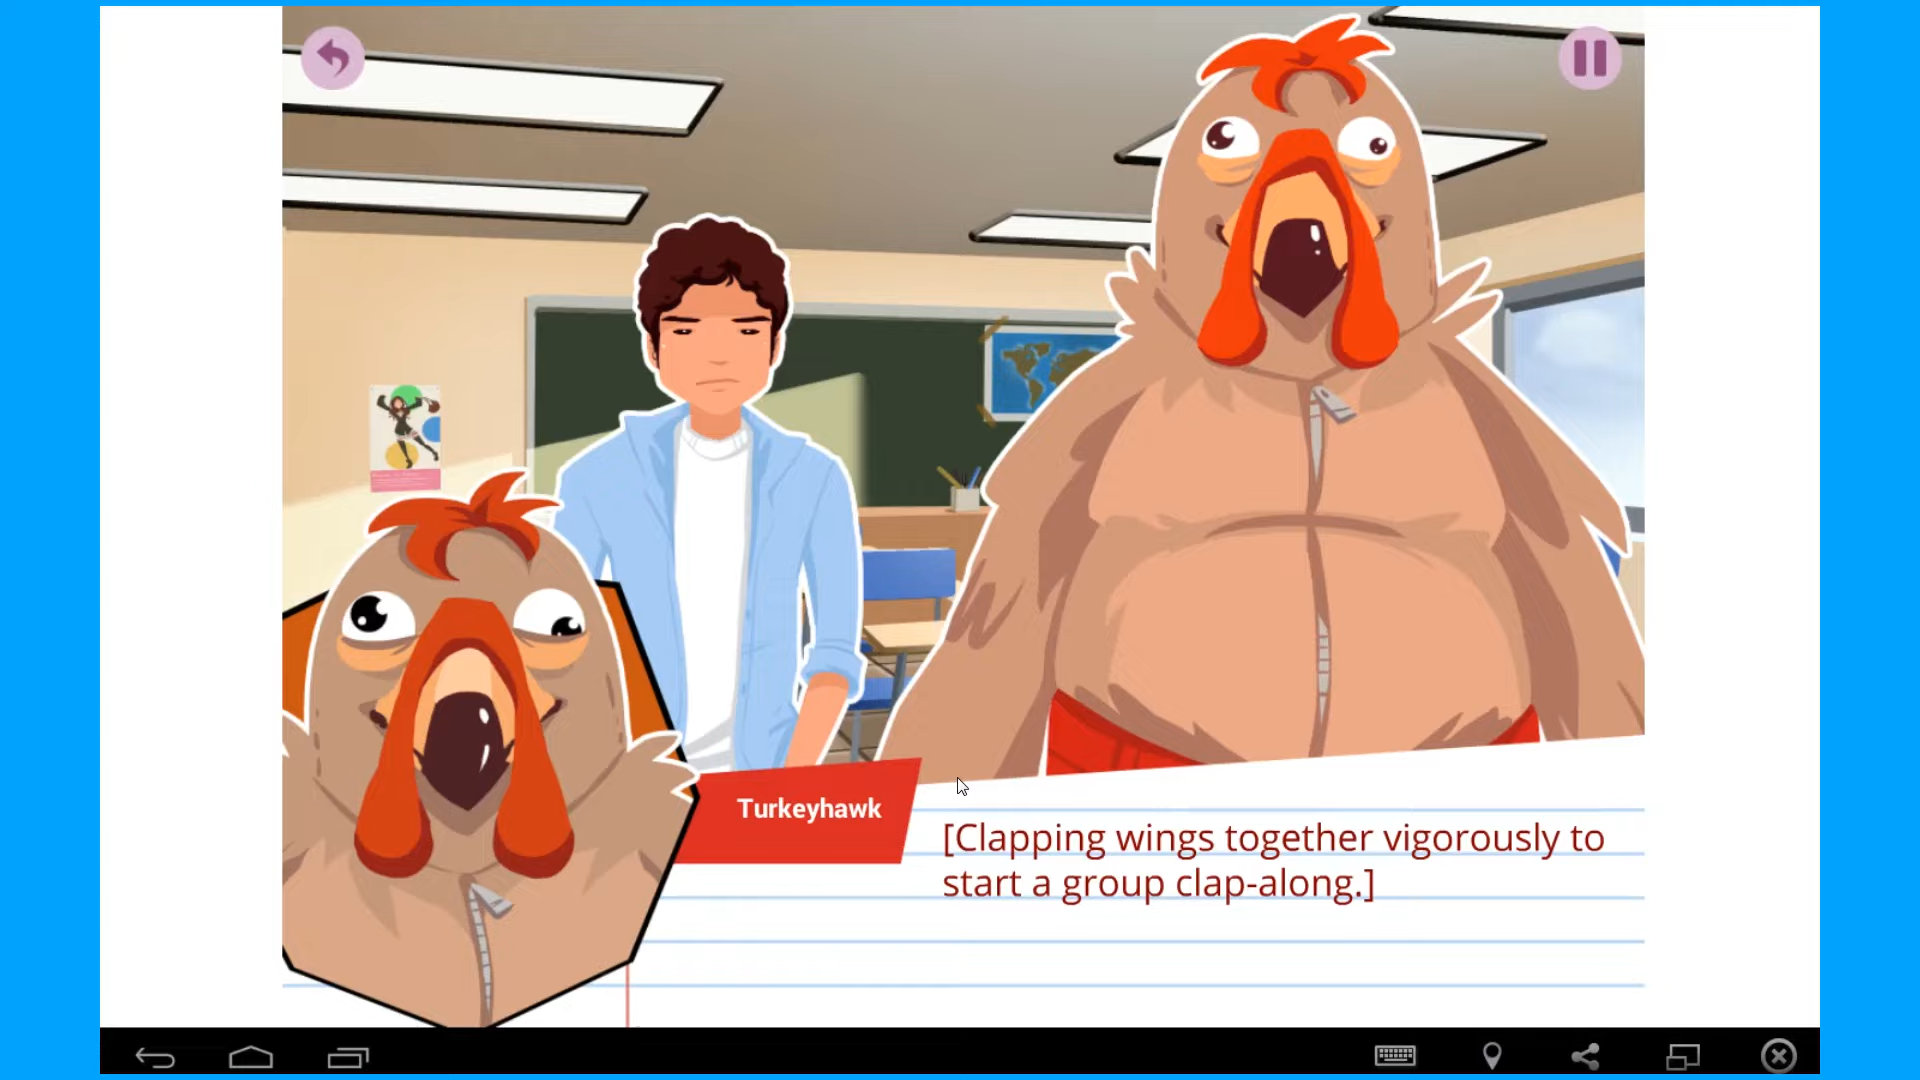 Turkeyhawk
[Clapping wings together vigorously to
start a group clap-along.]